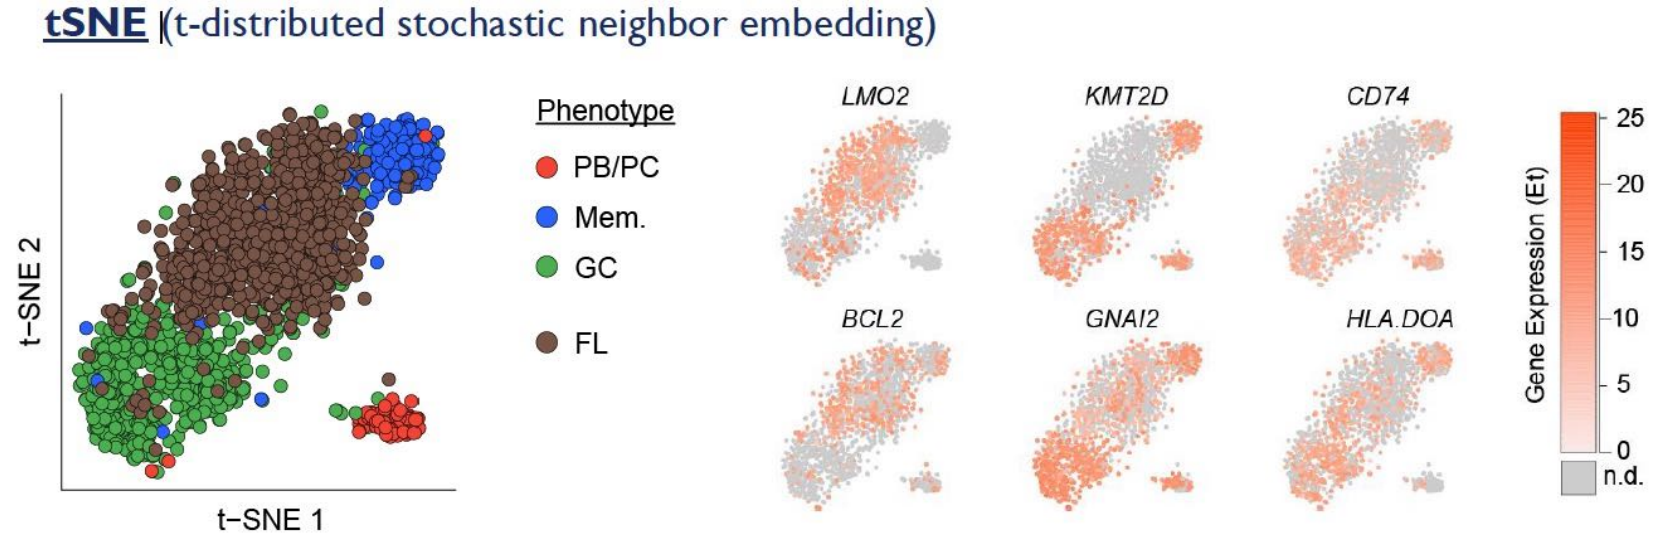 tSNE (t-distributed stochastic neighbor embedding)
t−SNE 2
t−SNE 1
Phenotype
PB/PC
Mem.
GC
FL
LMO2
KMT2D
CD74
BCL2
GNAI2
HLA.DOA
Gene Expression (Et)
25
20
15
10
5
0
n.d.